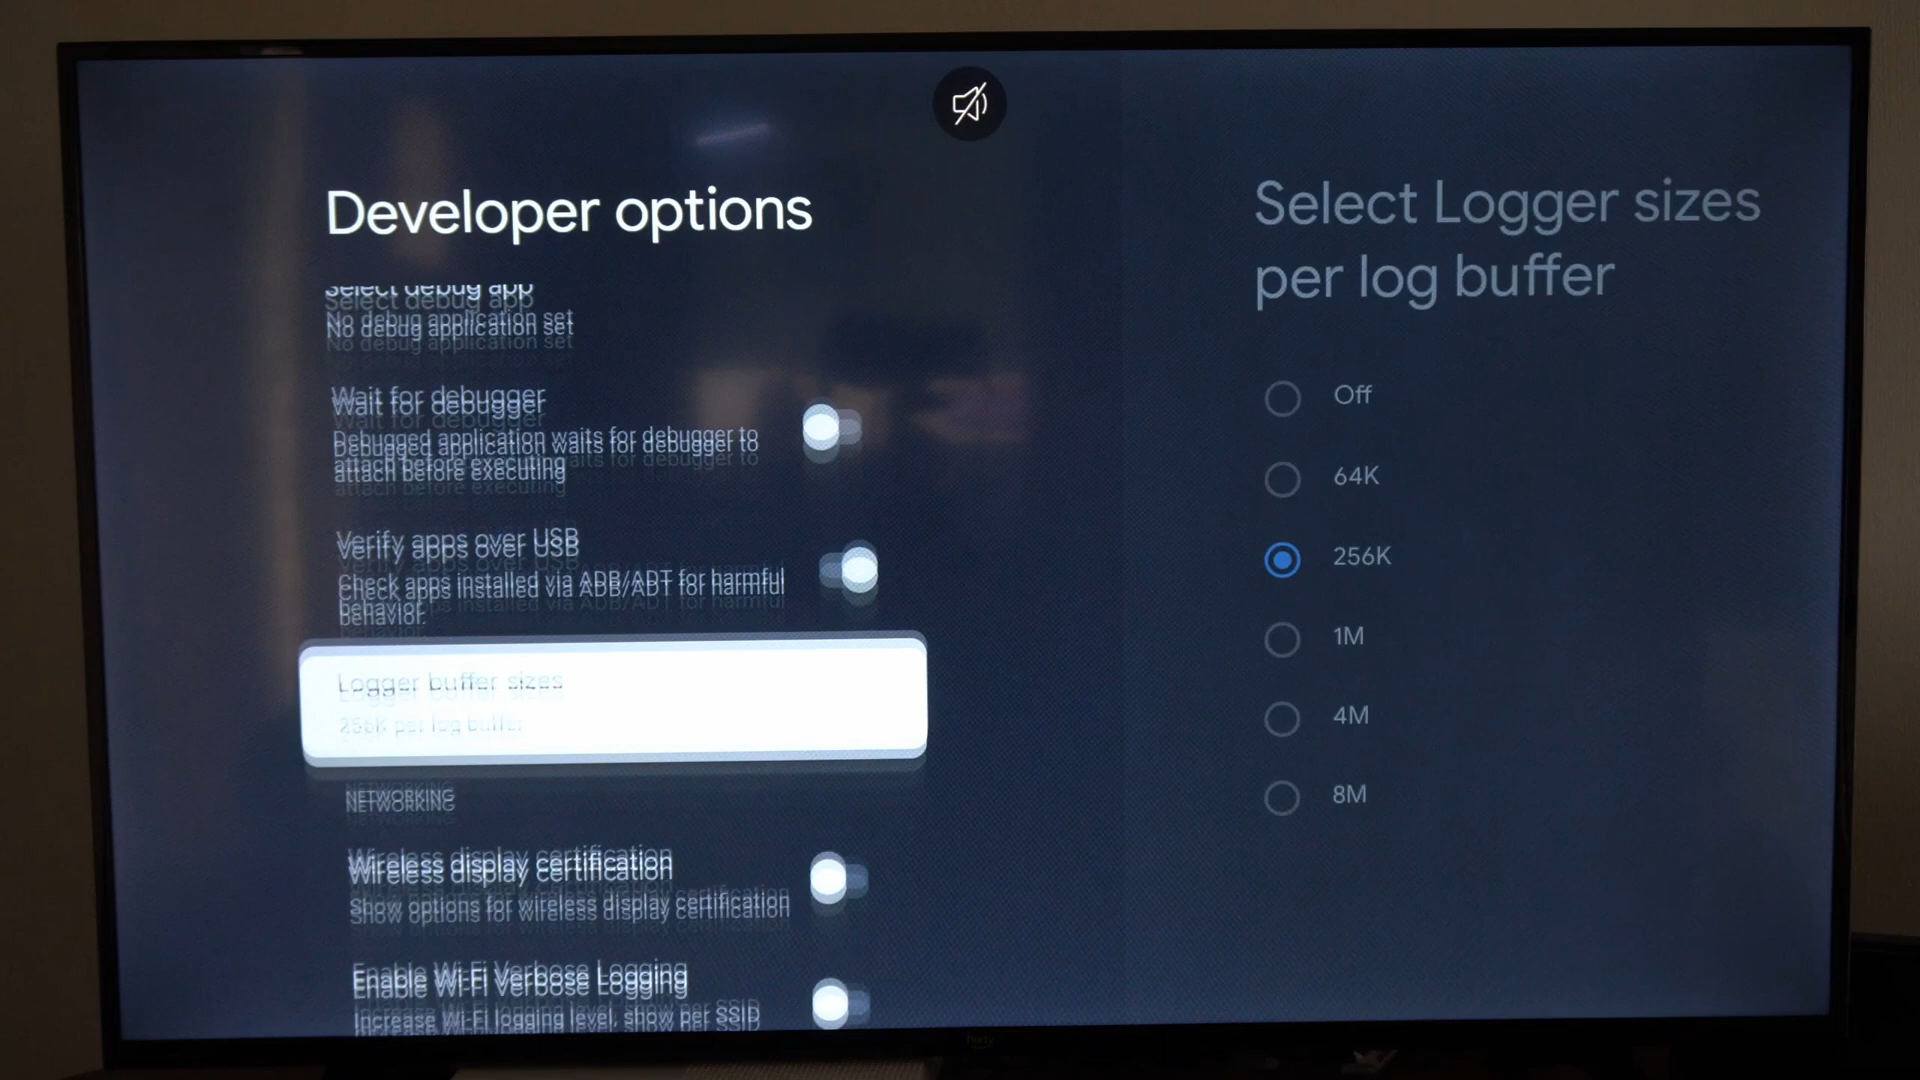 Developer options
Select debug app
No debug application set
Wait for debugger
Debugged application waits for debugger to
attach before executing
Verify apps over USB
Check apps installed via ADB/ADT for harmful
behavior.
Logger buffer sizes
256K per log buffer
NETWORKING
Wireless display certification
Show options for wireless display certification
Enable Wi-Fi Verbose Logging
Increase Wi-Fi logging level, show per SSID
Select Logger sizes
per log buffer
Off
64K
256K
1M
4M
8M